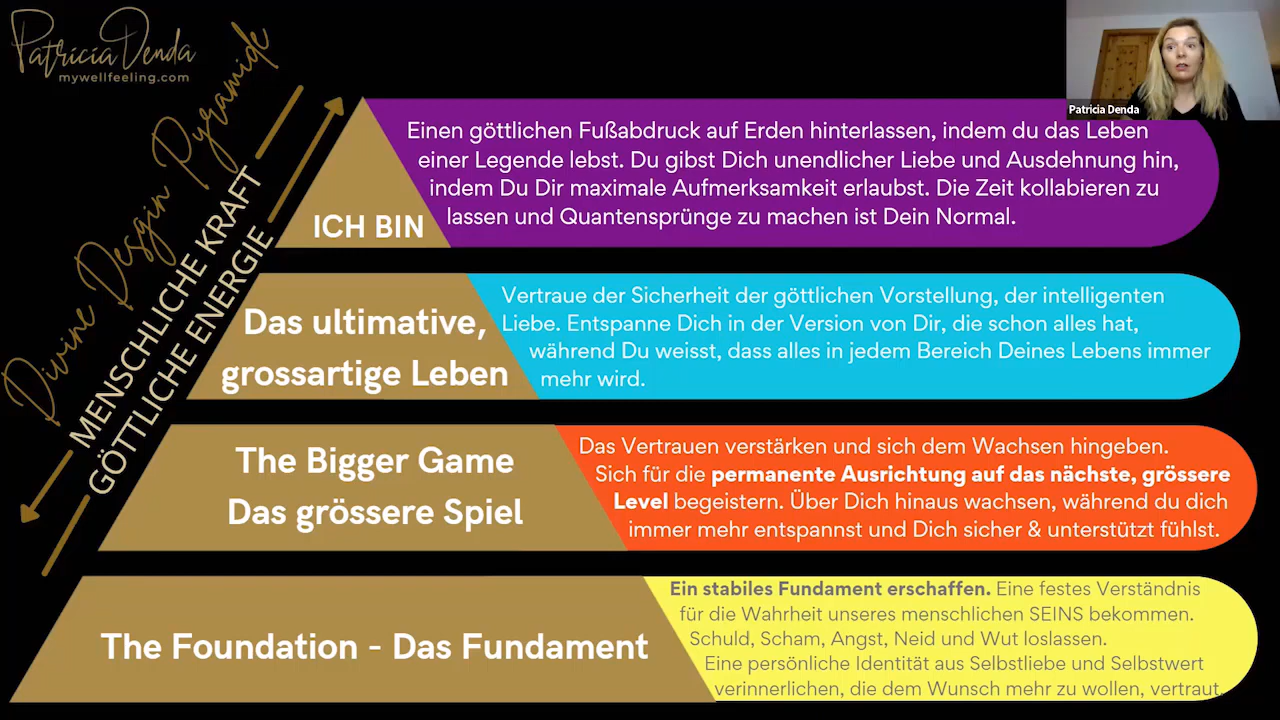 Patricia Denda
mywellfeeling.com
Patricia Denda
Divine Desgin Pyramide
MENSCHLICHE KRAFT
GÖTTLICHE ENERGIE
ICH BIN
Einen göttlichen Fußabdruck auf Erden hinterlassen, indem du das Leben
einer Legende lebst. Du gibst Dich unendlicher Liebe und Ausdehnung hin,
indem Du Dir maximale Aufmerksamkeit erlaubst. Die Zeit kollabieren zu
lassen und Quantensprünge zu machen ist Dein Normal.
Das ultimative,
grossartige Leben
Vertraue der Sicherheit der göttlichen Vorstellung, der intelligenten
Liebe. Entspanne Dich in der Version von Dir, die schon alles hat,
während Du weisst, dass alles in jedem Bereich Deines Lebens immer
mehr wird.
The Bigger Game
Das grössere Spiel
Das Vertrauen verstärken und sich dem Wachsen hingeben.
Sich für die permanente Ausrichtung auf das nächste, grössere
Level begeistern. Über Dich hinaus wachsen, während du dich
immer mehr entspannst und Dich sicher & unterstützt fühlst.
The Foundation - Das Fundament
Ein stabiles Fundament erschaffen. Eine festes Verständnis
für die Wahrheit unseres menschlichen SEINS bekommen.
Schuld, Scham, Angst, Neid und Wut loslassen.
Eine persönliche Identität aus Selbstliebe und Selbstwert
verinnerlichen, die dem Wunsch mehr zu wollen, vertraut.